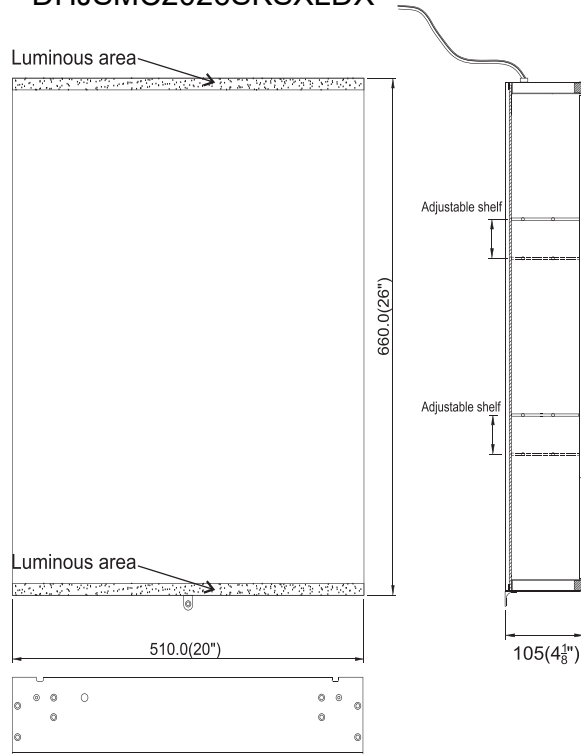 Luminous area
Adjustable shelf
660.0(26")
Adjustable shelf
Luminous area
510.0(20")
105(4⅛")